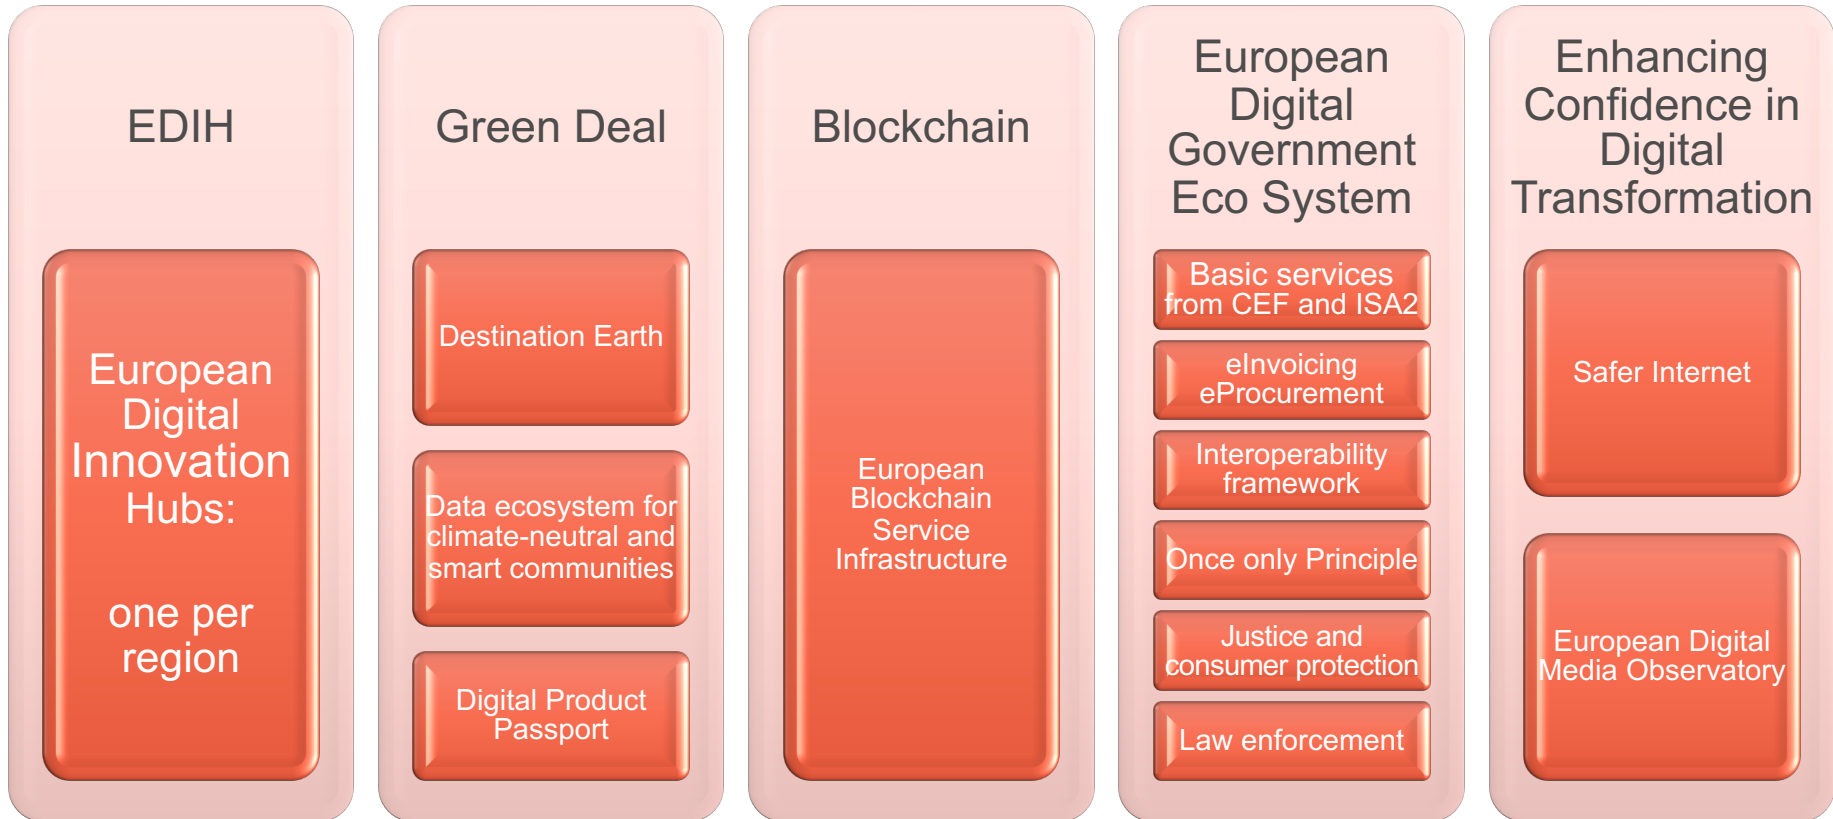 EDIH
European
Digital
Innovation
Hubs:
one per
region
Green Deal
Destination Earth
Data ecosystem for
climate-neutral and
smart communities
Digital Product
Passport
Blockchain
European
Blockchain
Service
Infrastructure
European
Digital
Government
Eco System
Basic services
from CEF and ISA2
eInvoicing
eProcurement
Interoperability
framework
Once only Principle
Justice and
consumer protection
Law enforcement
Enhancing
Confidence in
Digital
Transformation
Safer Internet
European Digital
Media Observatory